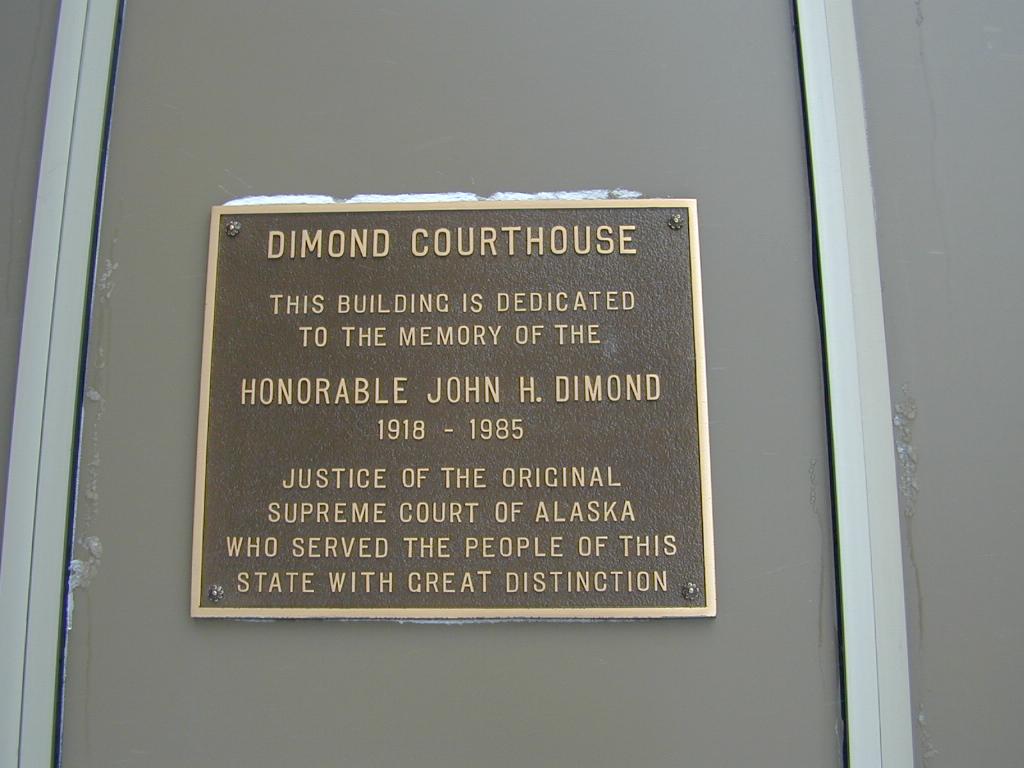 DIMOND COURTHOUSE
THIS BUILDING IS DEDICATED
TO THE MEMORY OF THE
HONORABLE JOHN H. DIMOND
1918 - 1985
JUSTICE OF THE ORIGINAL
SUPREME COURT OF ALASKA
WHO SERVED THE PEOPLE OF THIS
STATE WITH GREAT DISTINCTION